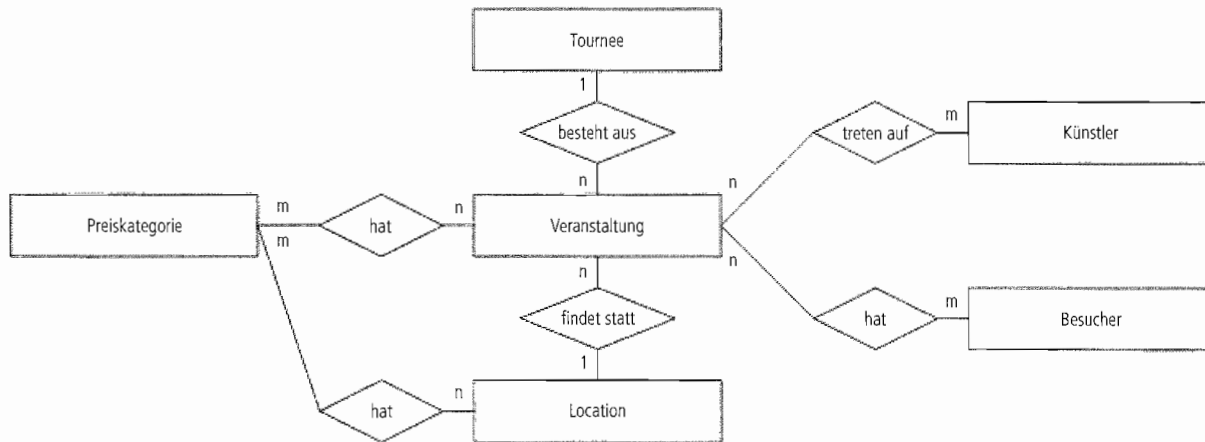 Tournee
1
besteht aus
n
treten auf
m
Künstler
n
Preiskategorie
m
hat
n
Veranstaltung
m
n
n
findet statt
hat
m
Besucher
1
hat
n
Location